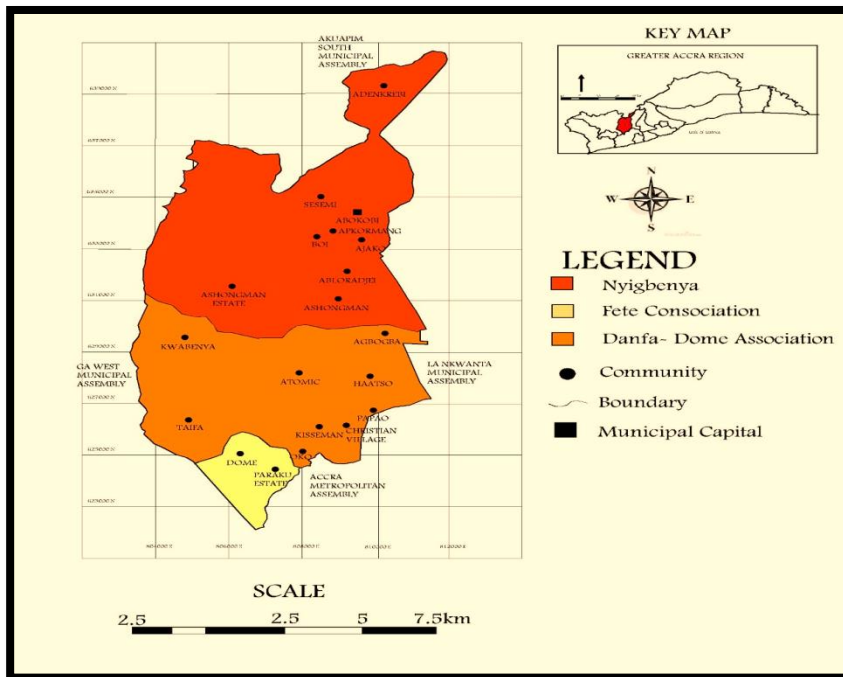 KEY MAP
GREATER ACCRA REGION
AKUAPIM
SOUTH
MUNICIPAL
ASSEMBLY
ADENKREBI
SESEMI
ABOKOBI
APKORMANG
BOI
AJAKO
ABLORADJEI
ASHONGMAN
ESTATE
ASHONGMAN
AGBOGBA
KWABENYA
GA WEST
MUNICIPAL
ASSEMBLY
LA NKWANTA
MUNICIPAL
ASSEMBLY
ATOMIC
HAATSO
PAPAO
TAIFA
KISSEMAN
CHRISTIAN
VILLAGE
DOME
OKO
PARAKU
ESTATE
ACCRA
METROPOLITAN
ASSEMBLY
N
W E
S
LEGEND
Nyigbenya
Fete Consociation
Danfa- Dome Association
Community
Boundary
Municipal Capital
SCALE
2.5 2.5 5 7.5km